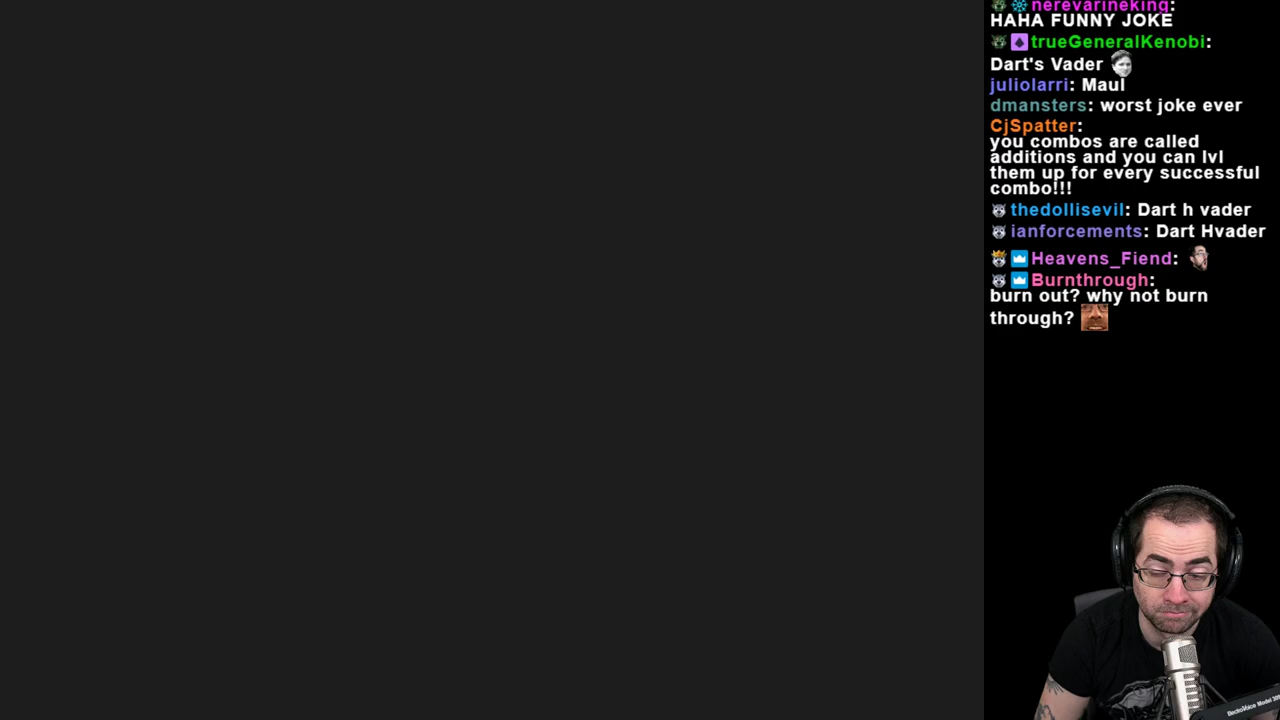 nerevarineking:
HAHA FUNNY JOKE
trueGeneralKenobi:
Dart's Vader
juliolarri: Maul
dmansters: worst joke ever
CjSpatter:
you combos are called
additions and you can lvl
them up for every successful
combo!!!
thedollisevil: Dart h vader
ianforcements: Dart Hvader
Heavens_Fiend:
Burnthrough:
burn out? why not burn
through?
ElectroVoice Model